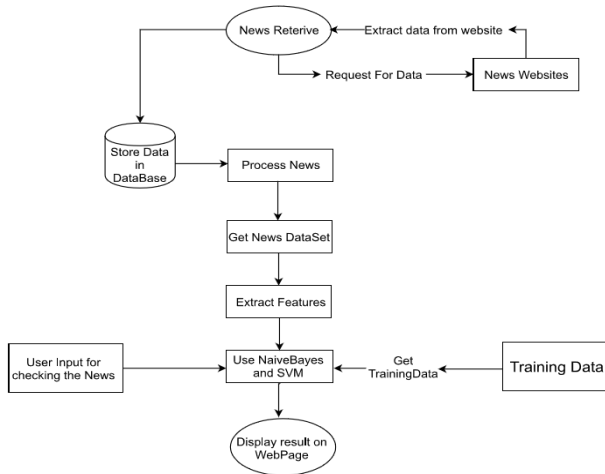 News Reterive
Extract data from website
Request For Data
News Websites
Store Data
in
DataBase
Process News
Get News DataSet
Extract Features
User Input for
checking the News
Use NaiveBayes
and SVM
Get
TrainingData
Training Data
Display result on
WebPage